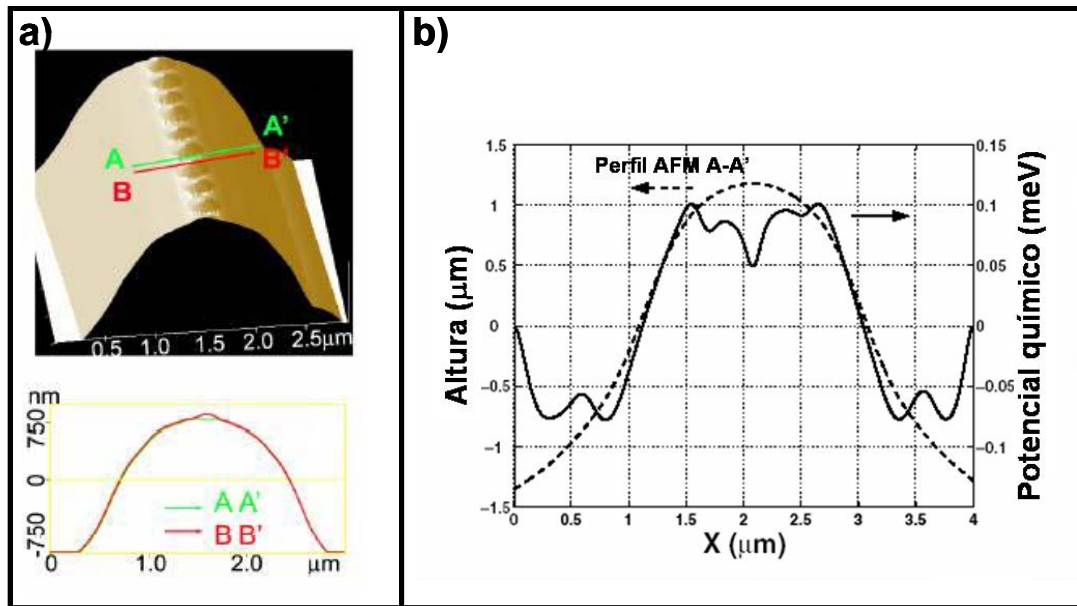 a)
A A'
B B'
0.5 1.0 1.5 2.0 2.5µm
nm
750
0
-750
A A'
B B'
0 1.0 2.0 µm
b)
Perfil AFM A-A'
Altura (µm)
1.5
1
0.5
0
−0.5
−1
−1.5
0 0.5 1 1.5 2 2.5 3 3.5 4
X (µm)
0.15
0.10
0.05
0
−0.05
−0.1
Potencial químico (meV)